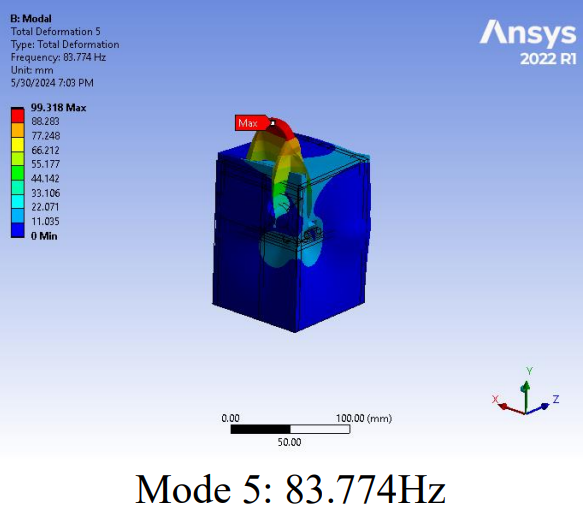 B: Modal
Total Deformation 5
Type: Total Deformation
Frequency: 83.774 Hz
Unit: mm
5/30/2024 7:03 PM
Ansys
2022 R1
99.318 Max
88.283
77.248
66.212
55.177
44.142
33.106
22.071
11.035
0 Min
Max
Y
X
Z
0.00
100.00 (mm)
50.00
Mode 5: 83.774Hz